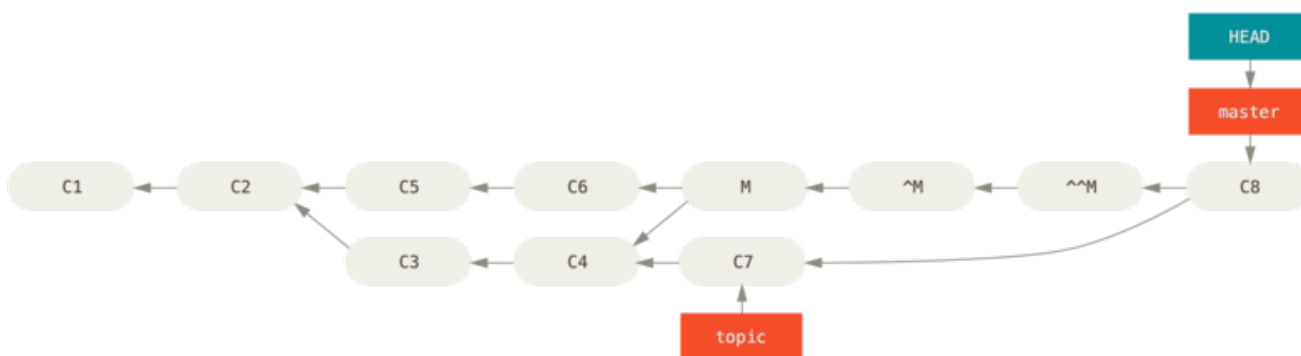 HEAD
master
C1 C2 C5 C6 M ^M ^^M C8
C3 C4 C7
topic